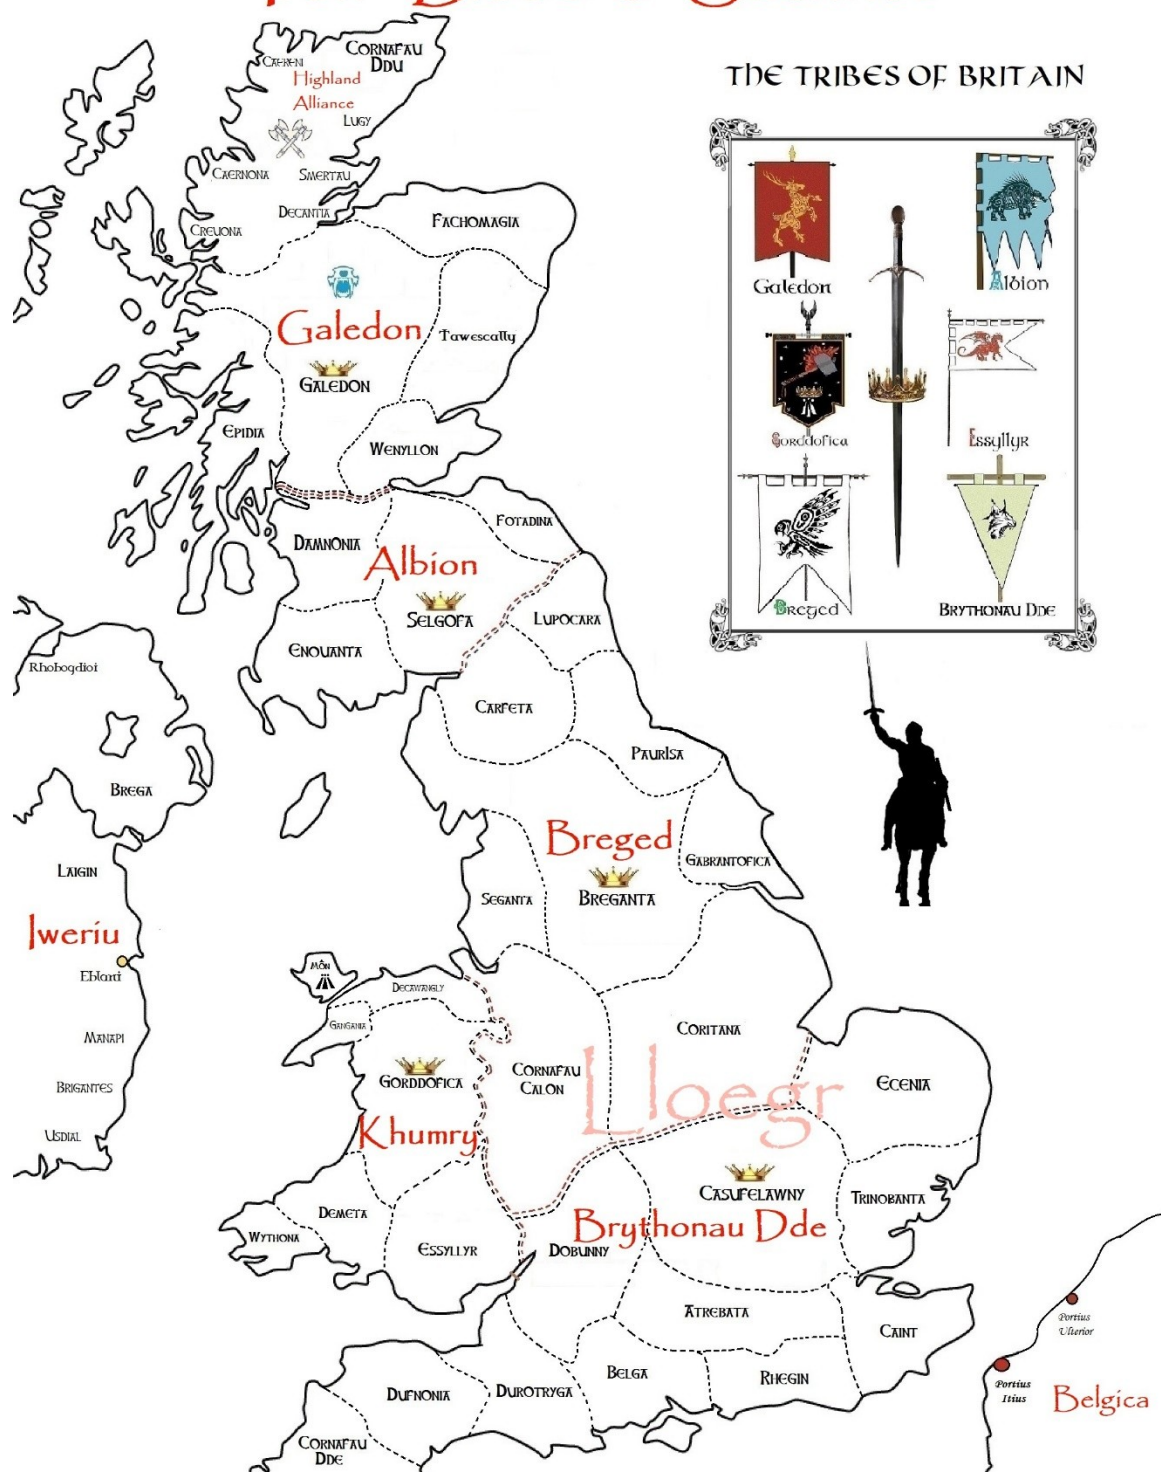 THE TRIBES OF BRITAIN
CORNAFAU
DDU
CAERENI
Highland
Alliance
LUGY
CAERNONA
SMERTAU
DECANTIA
CREUONA
FACHOMAGIA
Galedon
GALEDON
Tawescatty
EPIDIA
WENYLLON
FOTADINA
DAMNONIA
Albion
SELGOFA
LUPOCARA
ENOUANTA
CARFETA
PAURISA
Breged
BREGANTA
GABRANTOFICA
SEGANTA
Rhobogdioi
BREGA
LAIGIN
Iweriu
Eblani
MANAPI
BRIGANTES
USDIAL
MÔN
DECAWANGLY
GANGANIA
GORDDOFICA
Khumry
CORNAFAU
CALON
CORITANA
Lloegr
ECENIA
CASUFELAWNY
TRINOBANTA
Brythonau Dde
DOBUNNY
DEMETA
WYTHONA
ESSYLLYR
ATREBATA
CAINT
BELGA
RHEGIN
DUROTRYGA
DUFNONIA
CORNAFAU
DDE
Portius
Ulterior
Portius
Itius
Belgica
Galedon
Albion
Gorddofica
Essyllyr
Breged
BRYTHONAU DDE